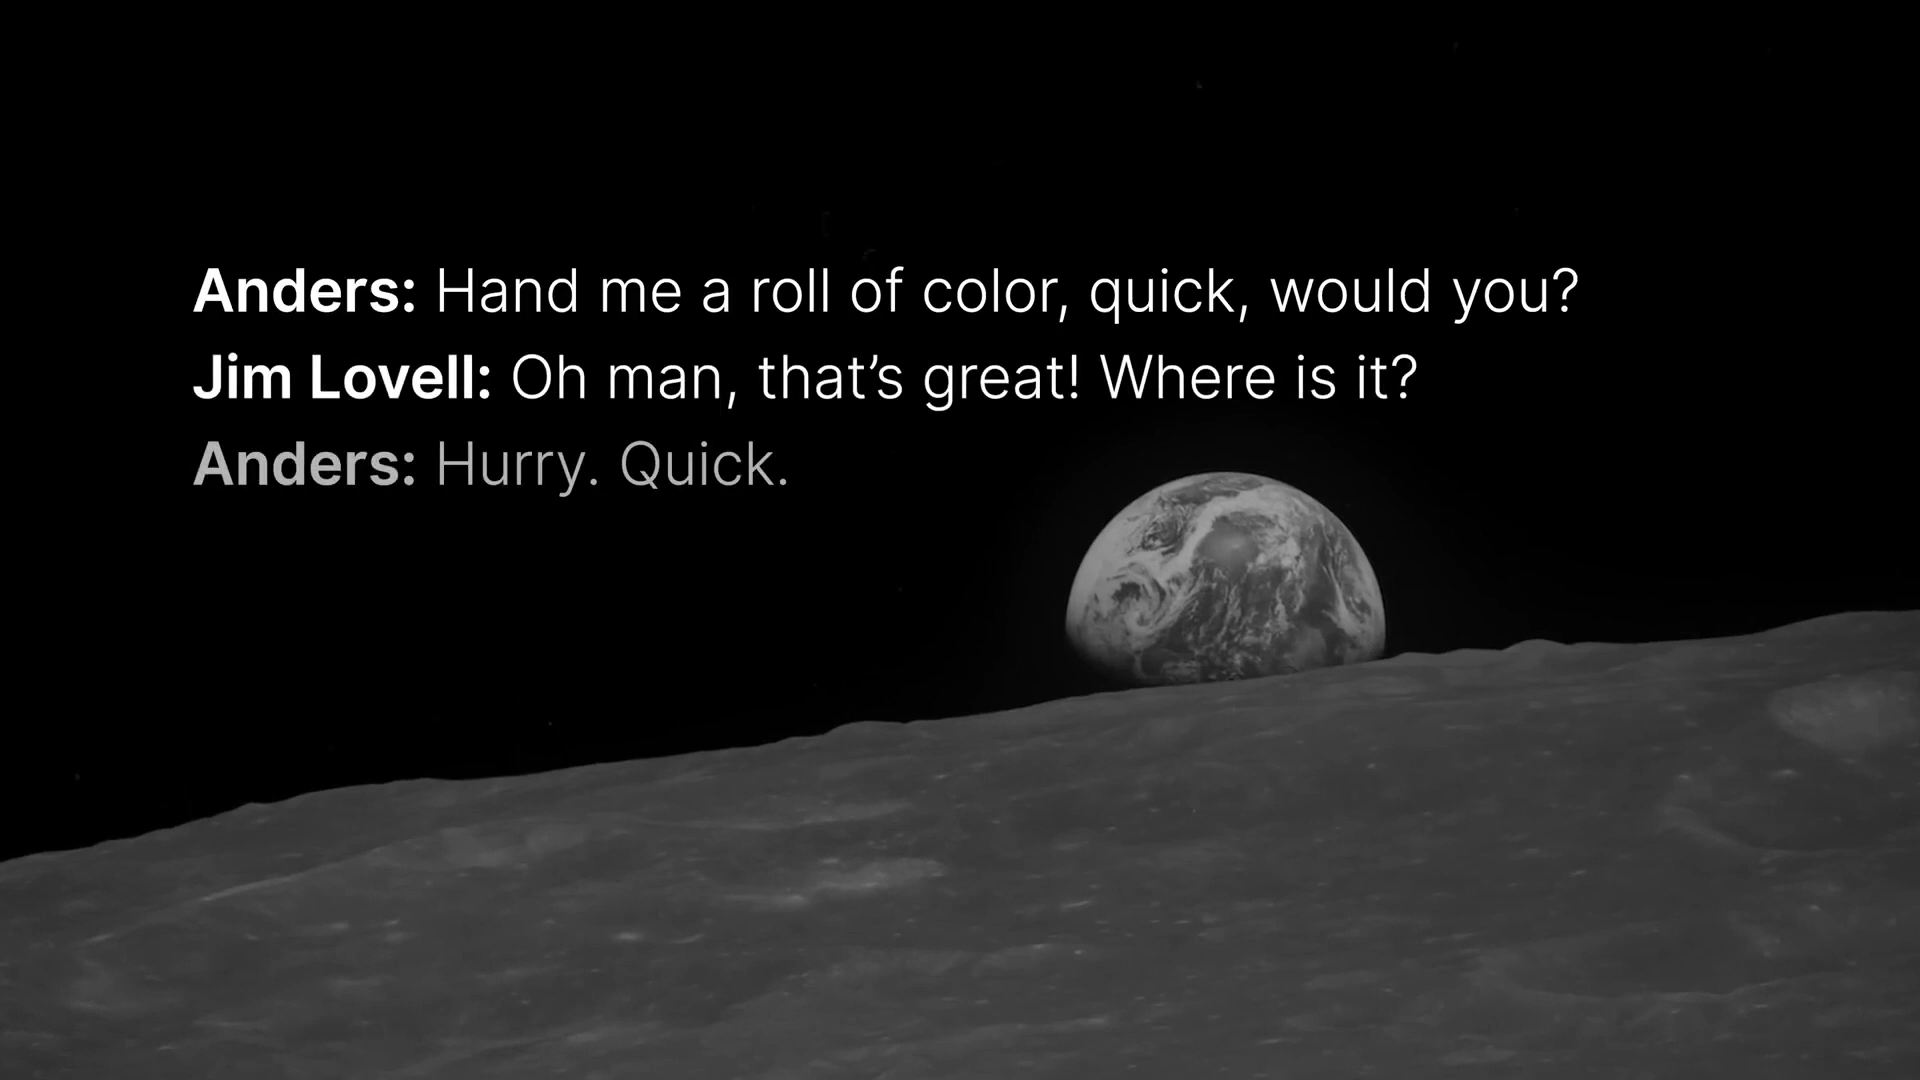 Anders: Hand me a roll of color, quick, would you?
Jim Lovell: Oh man, that’s great! Where is it?
Anders: Hurry. Quick.